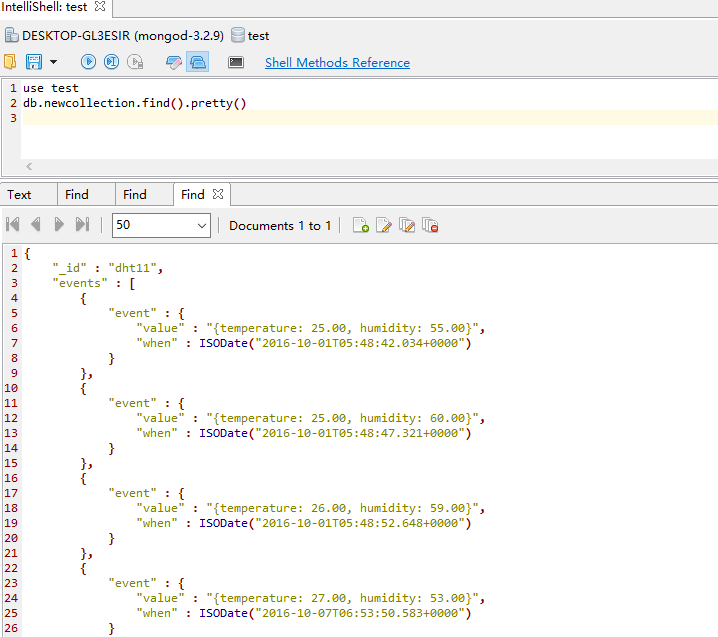 IntelliShell: test
DESKTOP-GL3ESIR (mongod-3.2.9) test
Shell Methods Reference
1 use test
2 db.newcollection.find().pretty()
3
Text Find Find Find
50 Documents 1 to 1
1 {
2 "_id" : "dht11",
3 "events" : [
4 {
5 "event" : {
6 "value" : "{temperature: 25.00, humidity: 55.00}",
7 "when" : ISODate("2016-10-01T05:48:42.034+0000")
8 }
9 },
10 {
11 "event" : {
12 "value" : "{temperature: 25.00, humidity: 60.00}",
13 "when" : ISODate("2016-10-01T05:48:47.321+0000")
14 }
15 },
16 {
17 "event" : {
18 "value" : "{temperature: 26.00, humidity: 59.00}",
19 "when" : ISODate("2016-10-01T05:48:52.648+0000")
20 }
21 },
22 {
23 "event" : {
24 "value" : "{temperature: 27.00, humidity: 53.00}",
25 "when" : ISODate("2016-10-07T06:53:50.583+0000")
26 }